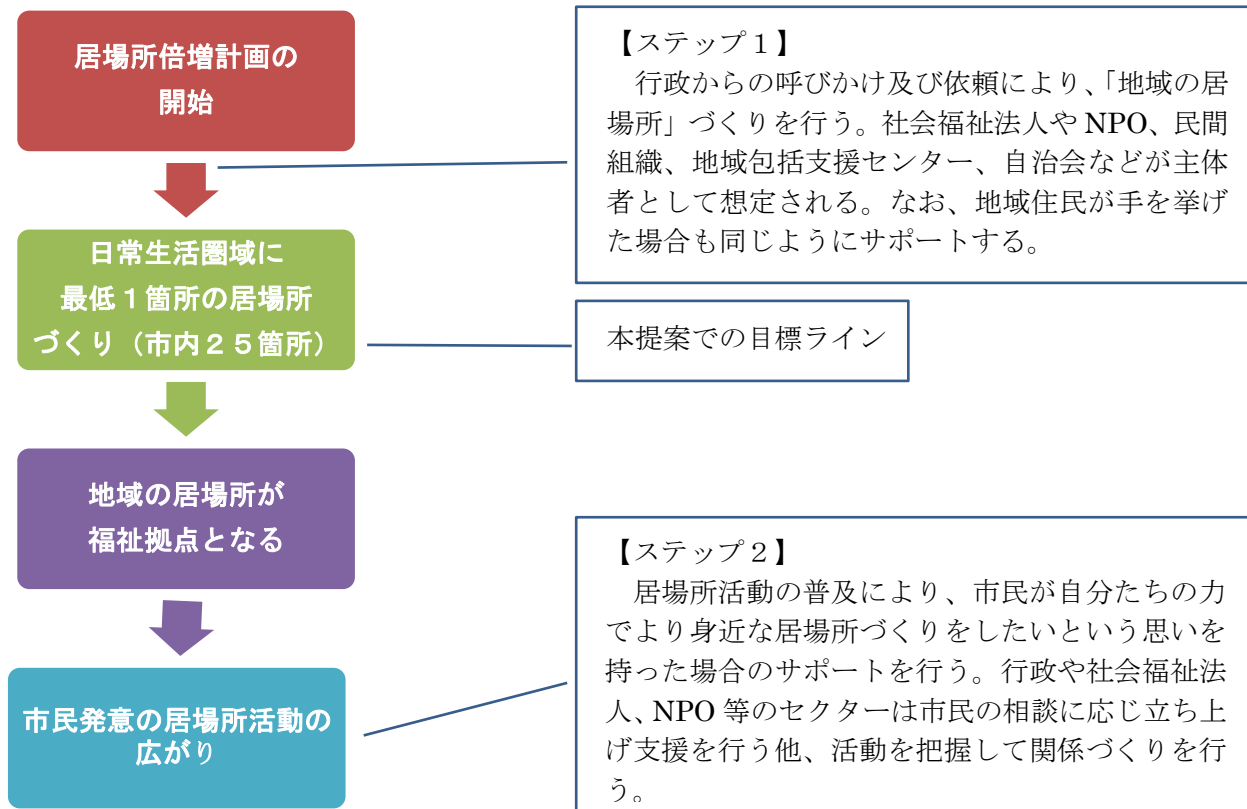 居場所倍増計画の
開始
【ステップ１】
行政からの呼びかけ及び依頼により、「地域の居
場所」づくりを行う。社会福祉法人や NPO、民間
組織、地域包括支援センター、自治会などが主体
者として想定される。なお、地域住民が手を挙げ
た場合も同じようにサポートする。
日常生活圏域に
最低１箇所の居場所
づくり（市内２５箇所）
本提案での目標ライン
地域の居場所が
福祉拠点となる
【ステップ２】
居場所活動の普及により、市民が自分たちの力
でより身近な居場所づくりをしたいという思いを
持った場合のサポートを行う。行政や社会福祉法
人、NPO 等のセクターは市民の相談に応じ立ち上
げ支援を行う他、活動を把握して関係づくりを行
う。
市民発意の居場所活動の
広がり